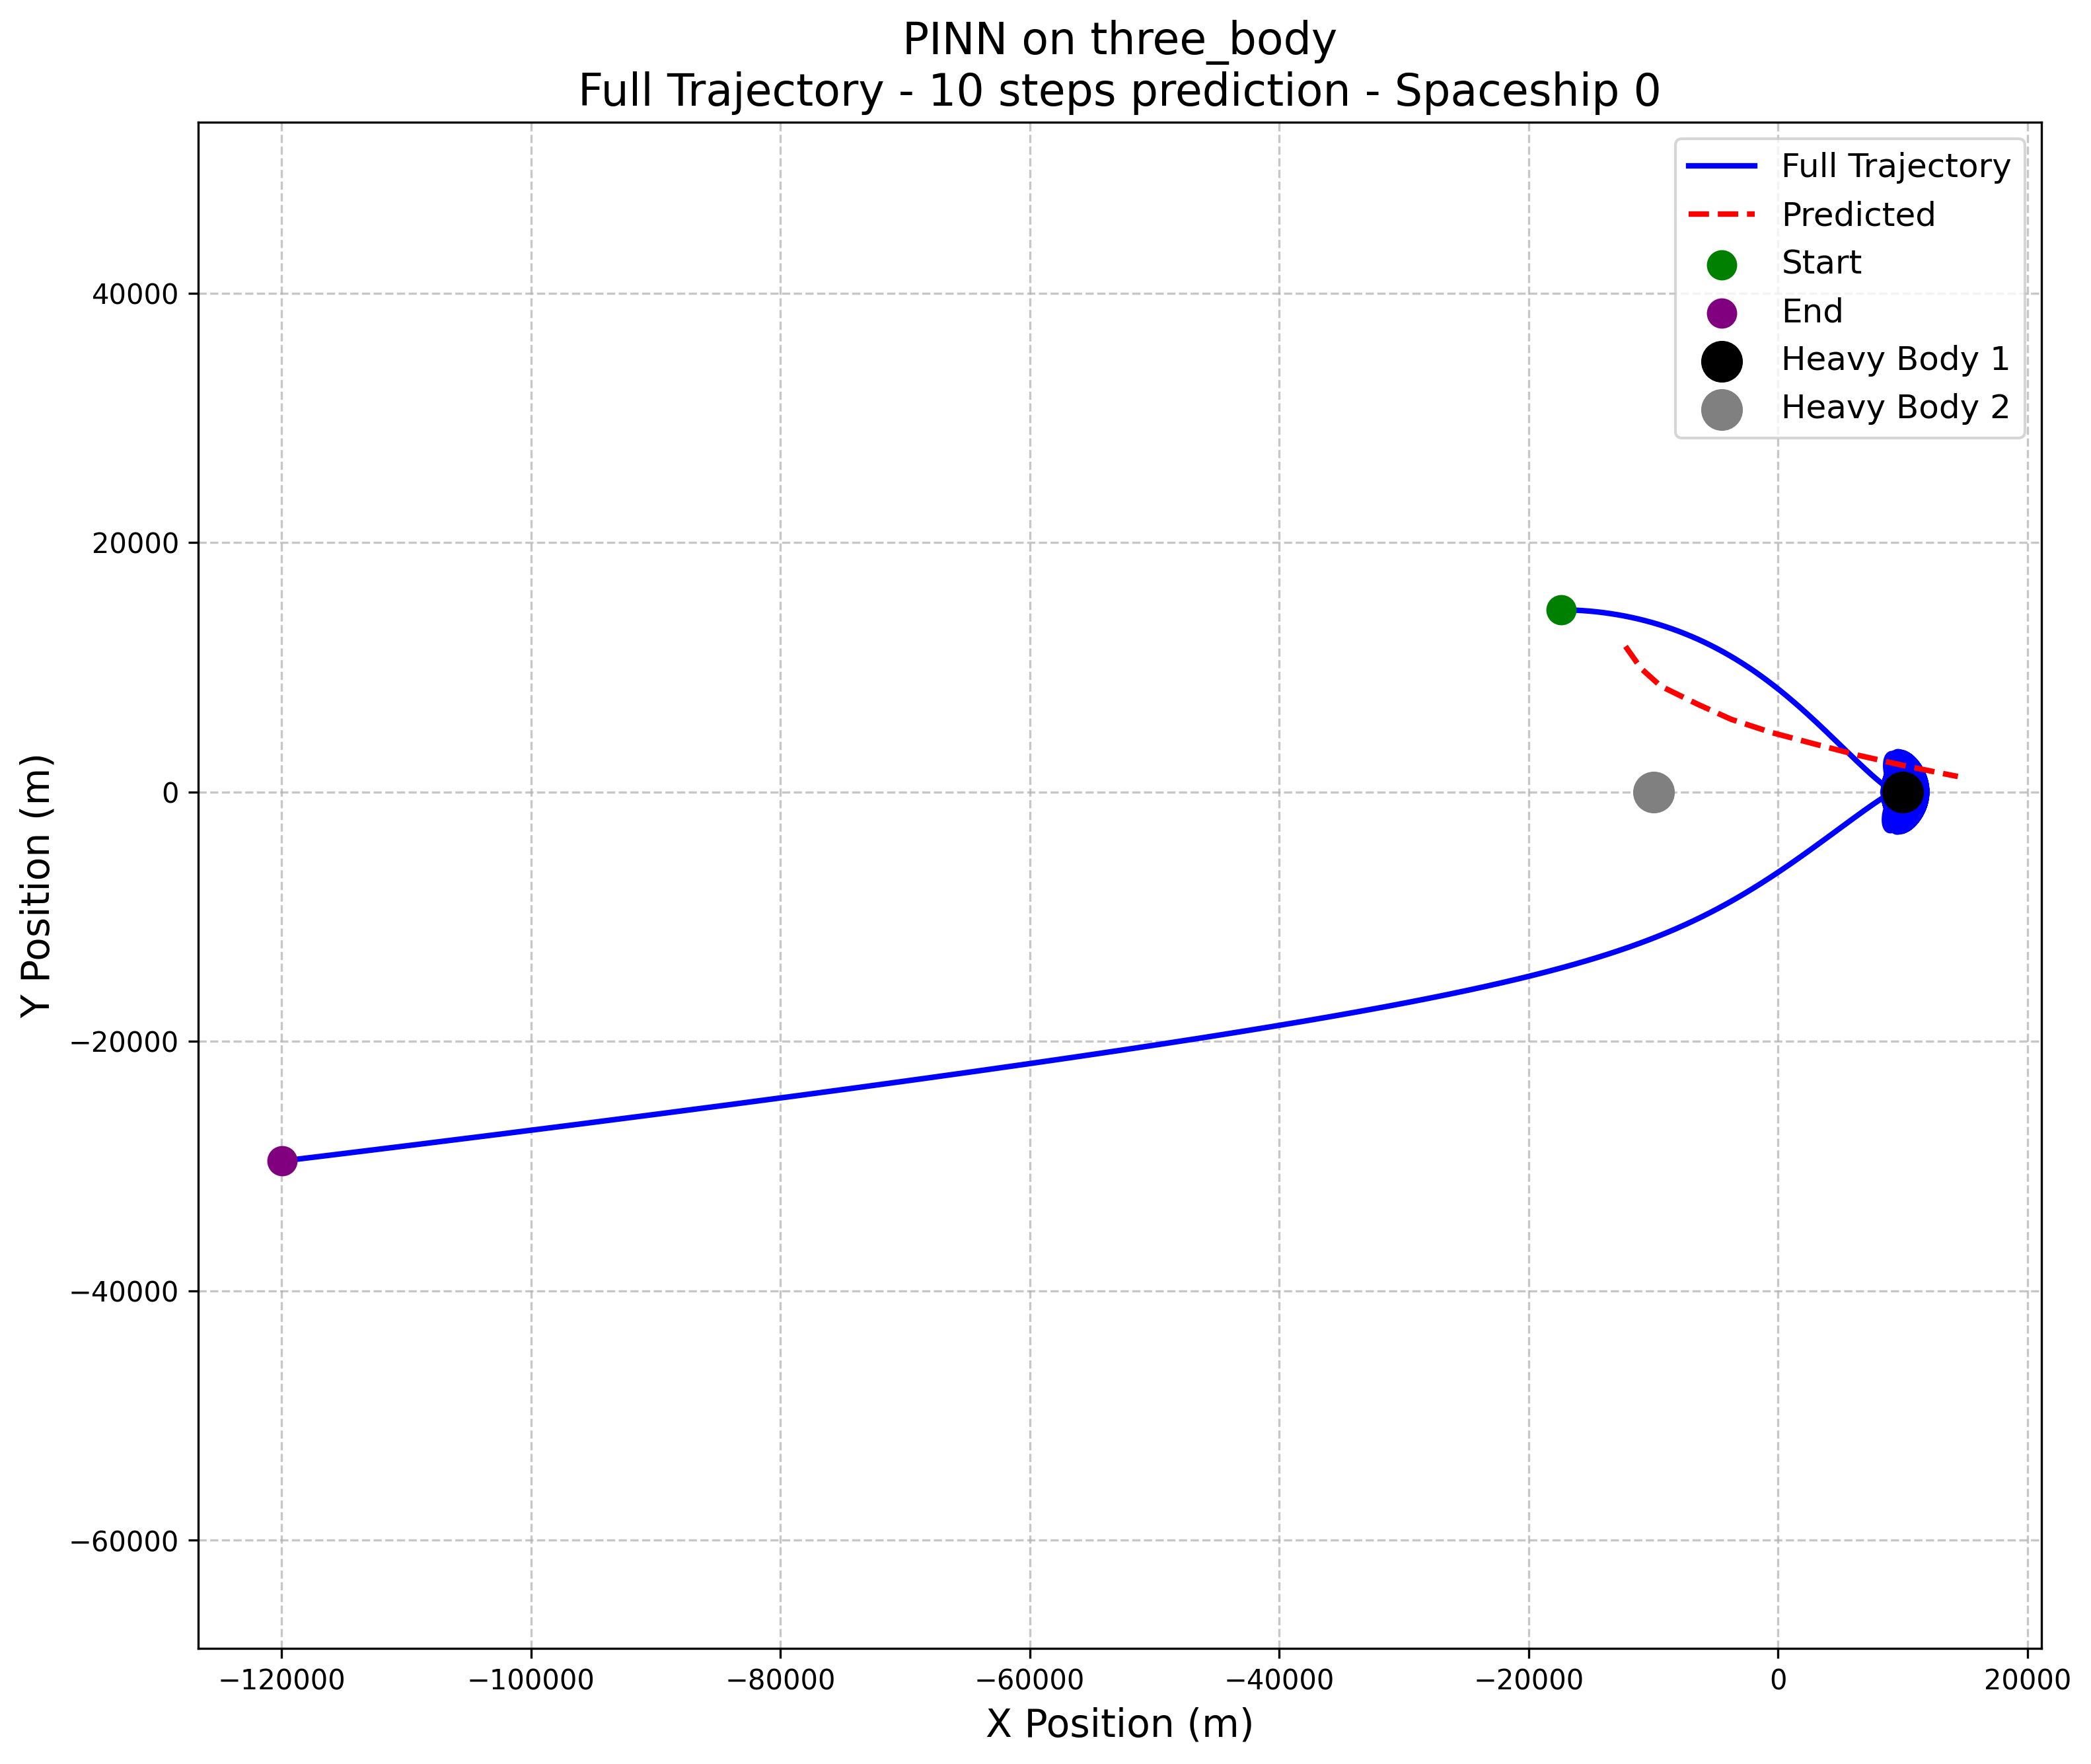 PINN on three_body
Full Trajectory - 10 steps prediction - Spaceship 0
Full Trajectory
Predicted
Start
End
Heavy Body 1
Heavy Body 2
40000
20000
0
−20000
−40000
−60000
Y Position (m)
−120000
−100000
−80000
−60000
−40000
−20000
0
20000
X Position (m)